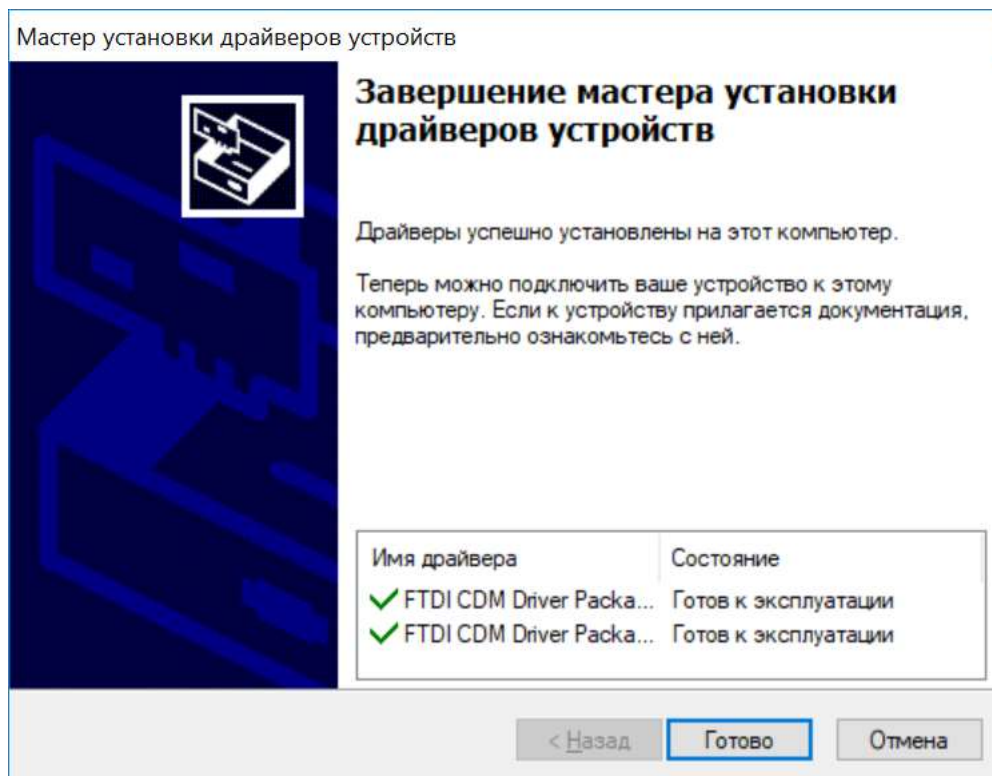 Мастер установки драйверов устройств
Завершение мастера установки
драйверов устройств
Драйверы успешно установлены на этот компьютер.
Теперь можно подключить ваше устройство к этому
компьютеру. Если к устройству прилагается документация,
предварительно ознакомьтесь с ней.
Имя драйвера Состояние
FTDI CDM Driver Packa... Готов к эксплуатации
FTDI CDM Driver Packa... Готов к эксплуатации
< Назад Готово Отмена